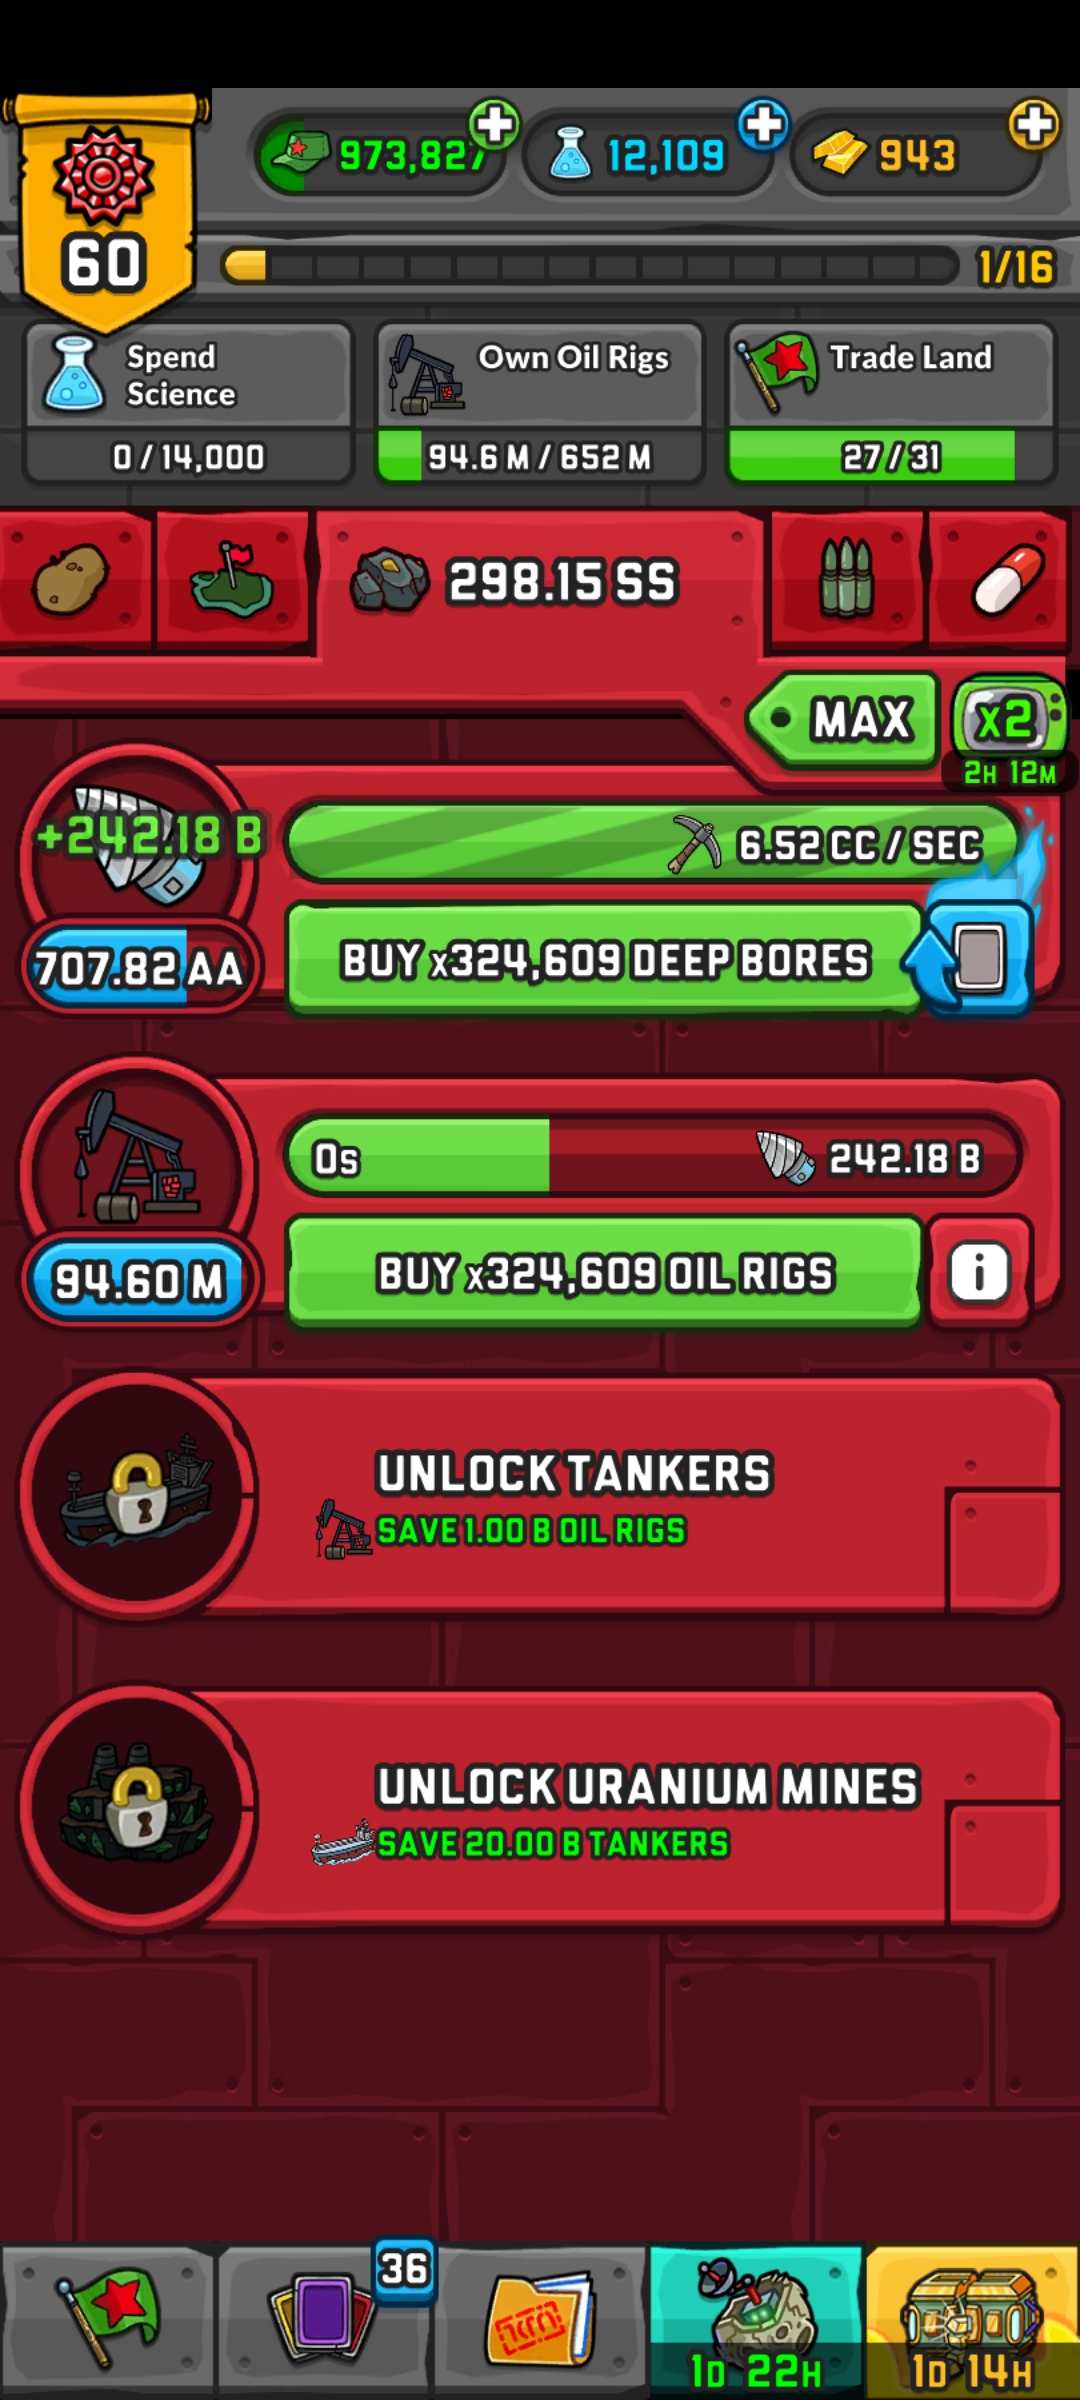 973,827
12,109
943
60
1/16
Spend
Science
0/14,000
Own Oil Rigs
94.6 M/652 M
Trade Land
27/31
298.15 SS
MAX
x2
2H 12M
+242.18 B
6.52 CC/SEC
707.82 AA
BUY x324,609 DEEP BORES
0s
242.18 B
94.60 M
BUY x324,609 OIL RIGS
i
UNLOCK TANKERS
SAVE 1.00 B OIL RIGS
UNLOCK URANIUM MINES
SAVE 20.00 B TANKERS
36
1D 22H
1D 14H